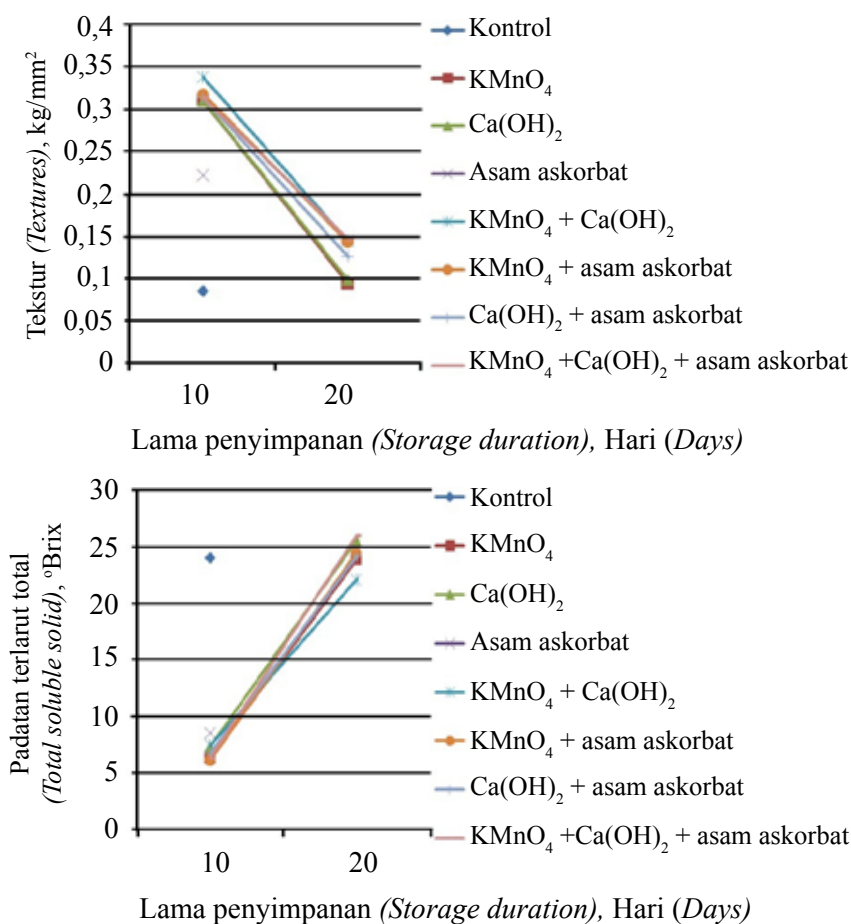 Tekstur (Textures), kg/mm²
0,4
0,35
0,3
0,25
0,2
0,15
0,1
0,05
0
10
20
Lama penyimpanan (Storage duration), Hari (Days)
Kontrol
KMnO₄
Ca(OH)₂
Asam askorbat
KMnO₄ + Ca(OH)₂
KMnO₄ + asam askorbat
Ca(OH)₂ + asam askorbat
KMnO₄ +Ca(OH)₂ + asam askorbat
Padatan terlarut total
(Total soluble solid), °Brix
30
25
20
15
10
5
0
10
20
Lama penyimpanan (Storage duration), Hari (Days)
Kontrol
KMnO₄
Ca(OH)₂
Asam askorbat
KMnO₄ + Ca(OH)₂
KMnO₄ + asam askorbat
Ca(OH)₂ + asam askorbat
KMnO₄ +Ca(OH)₂ + asam askorbat